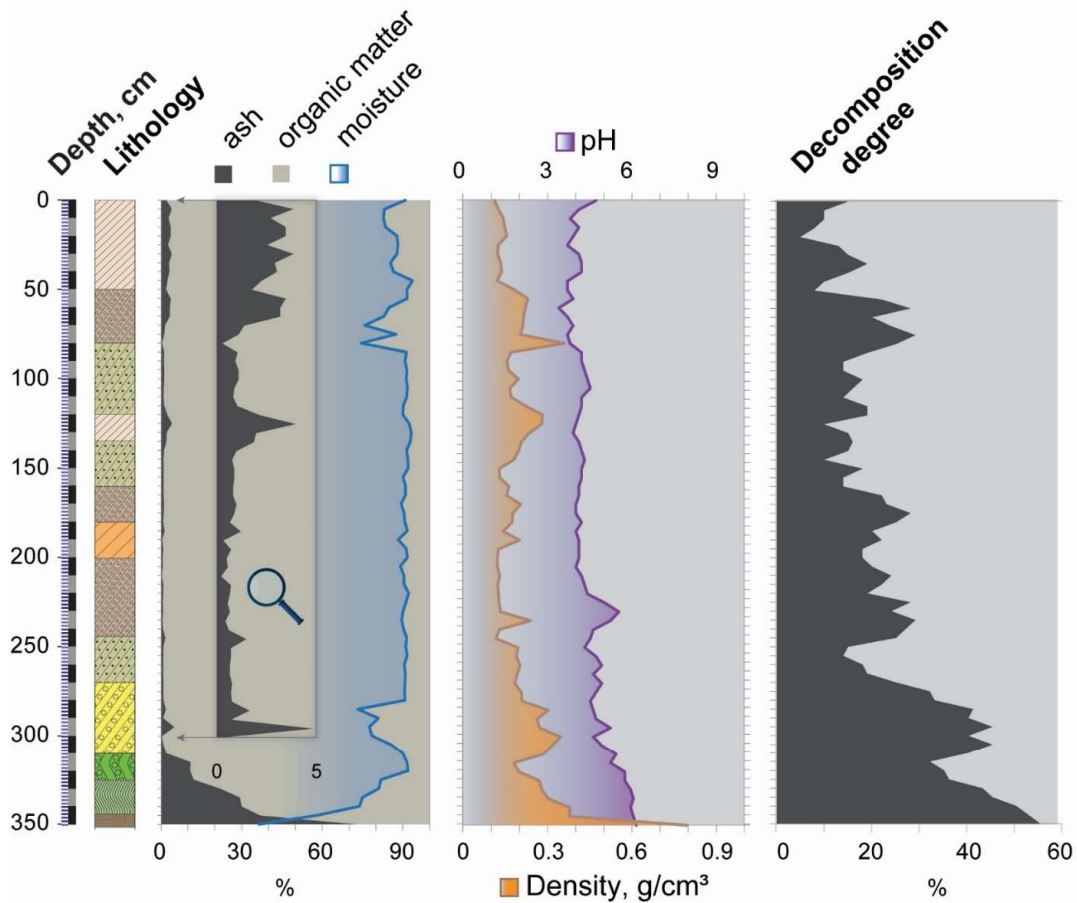 Depth, cm
Lithology
ash
organic matter
moisture
pH
Decomposition
degree
0 3 6 9
0
50
100
150
200
250
300
350
0 5
0 30 60 90
%
0 0.3 0.6 0.9
Density, g/cm³
0 20 40 60
%